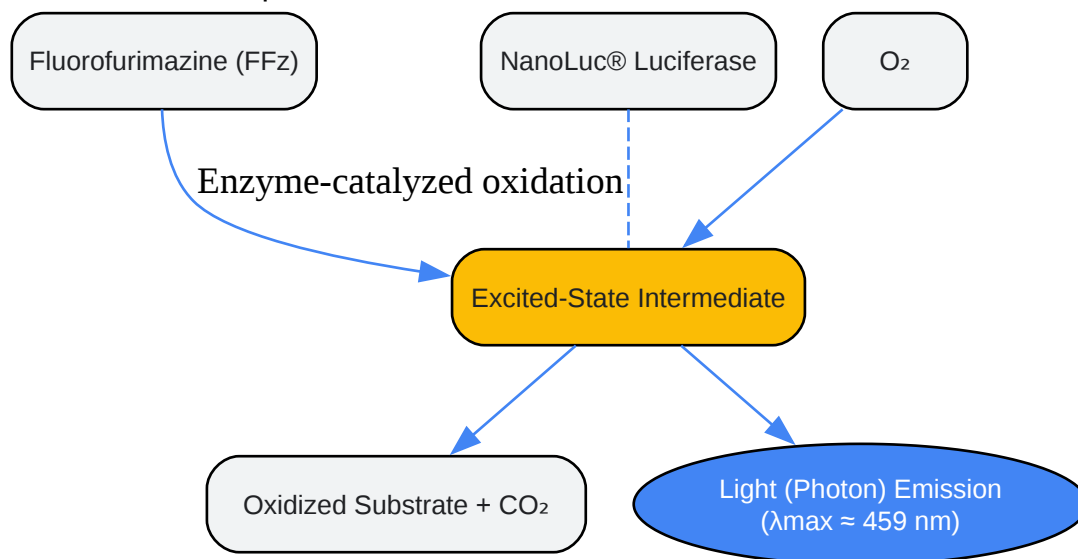 Fluorofurimazine (FFz)
NanoLuc® Luciferase
O₂
Enzyme-catalyzed oxidation
Excited-State Intermediate
Oxidized Substrate + CO₂
Light (Photon) Emission
(λmax ≈ 459 nm)